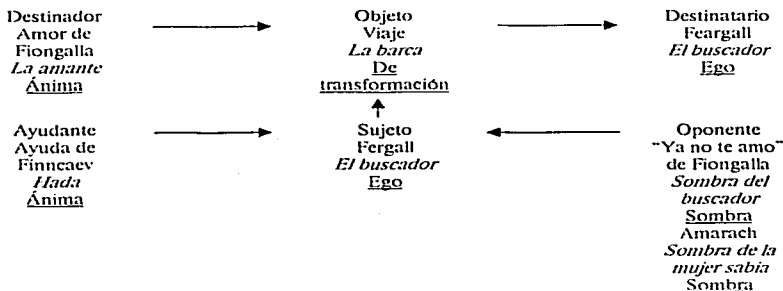 Destinador
Amor de
Fiongalla
La amante
Ánima
Objeto
Viaje
La barca
De
transformación
Destinatario
Feargall
El buscador
Ego
Ayudante
Ayuda de
Finncaev
Hada
Ánima
Sujeto
Fergall
El buscador
Ego
Oponente
"Ya no te amo"
de Fiongalla
Sombra del
buscador
Sombra
Amarach
Sombra de la
mujer sabia
Sombra